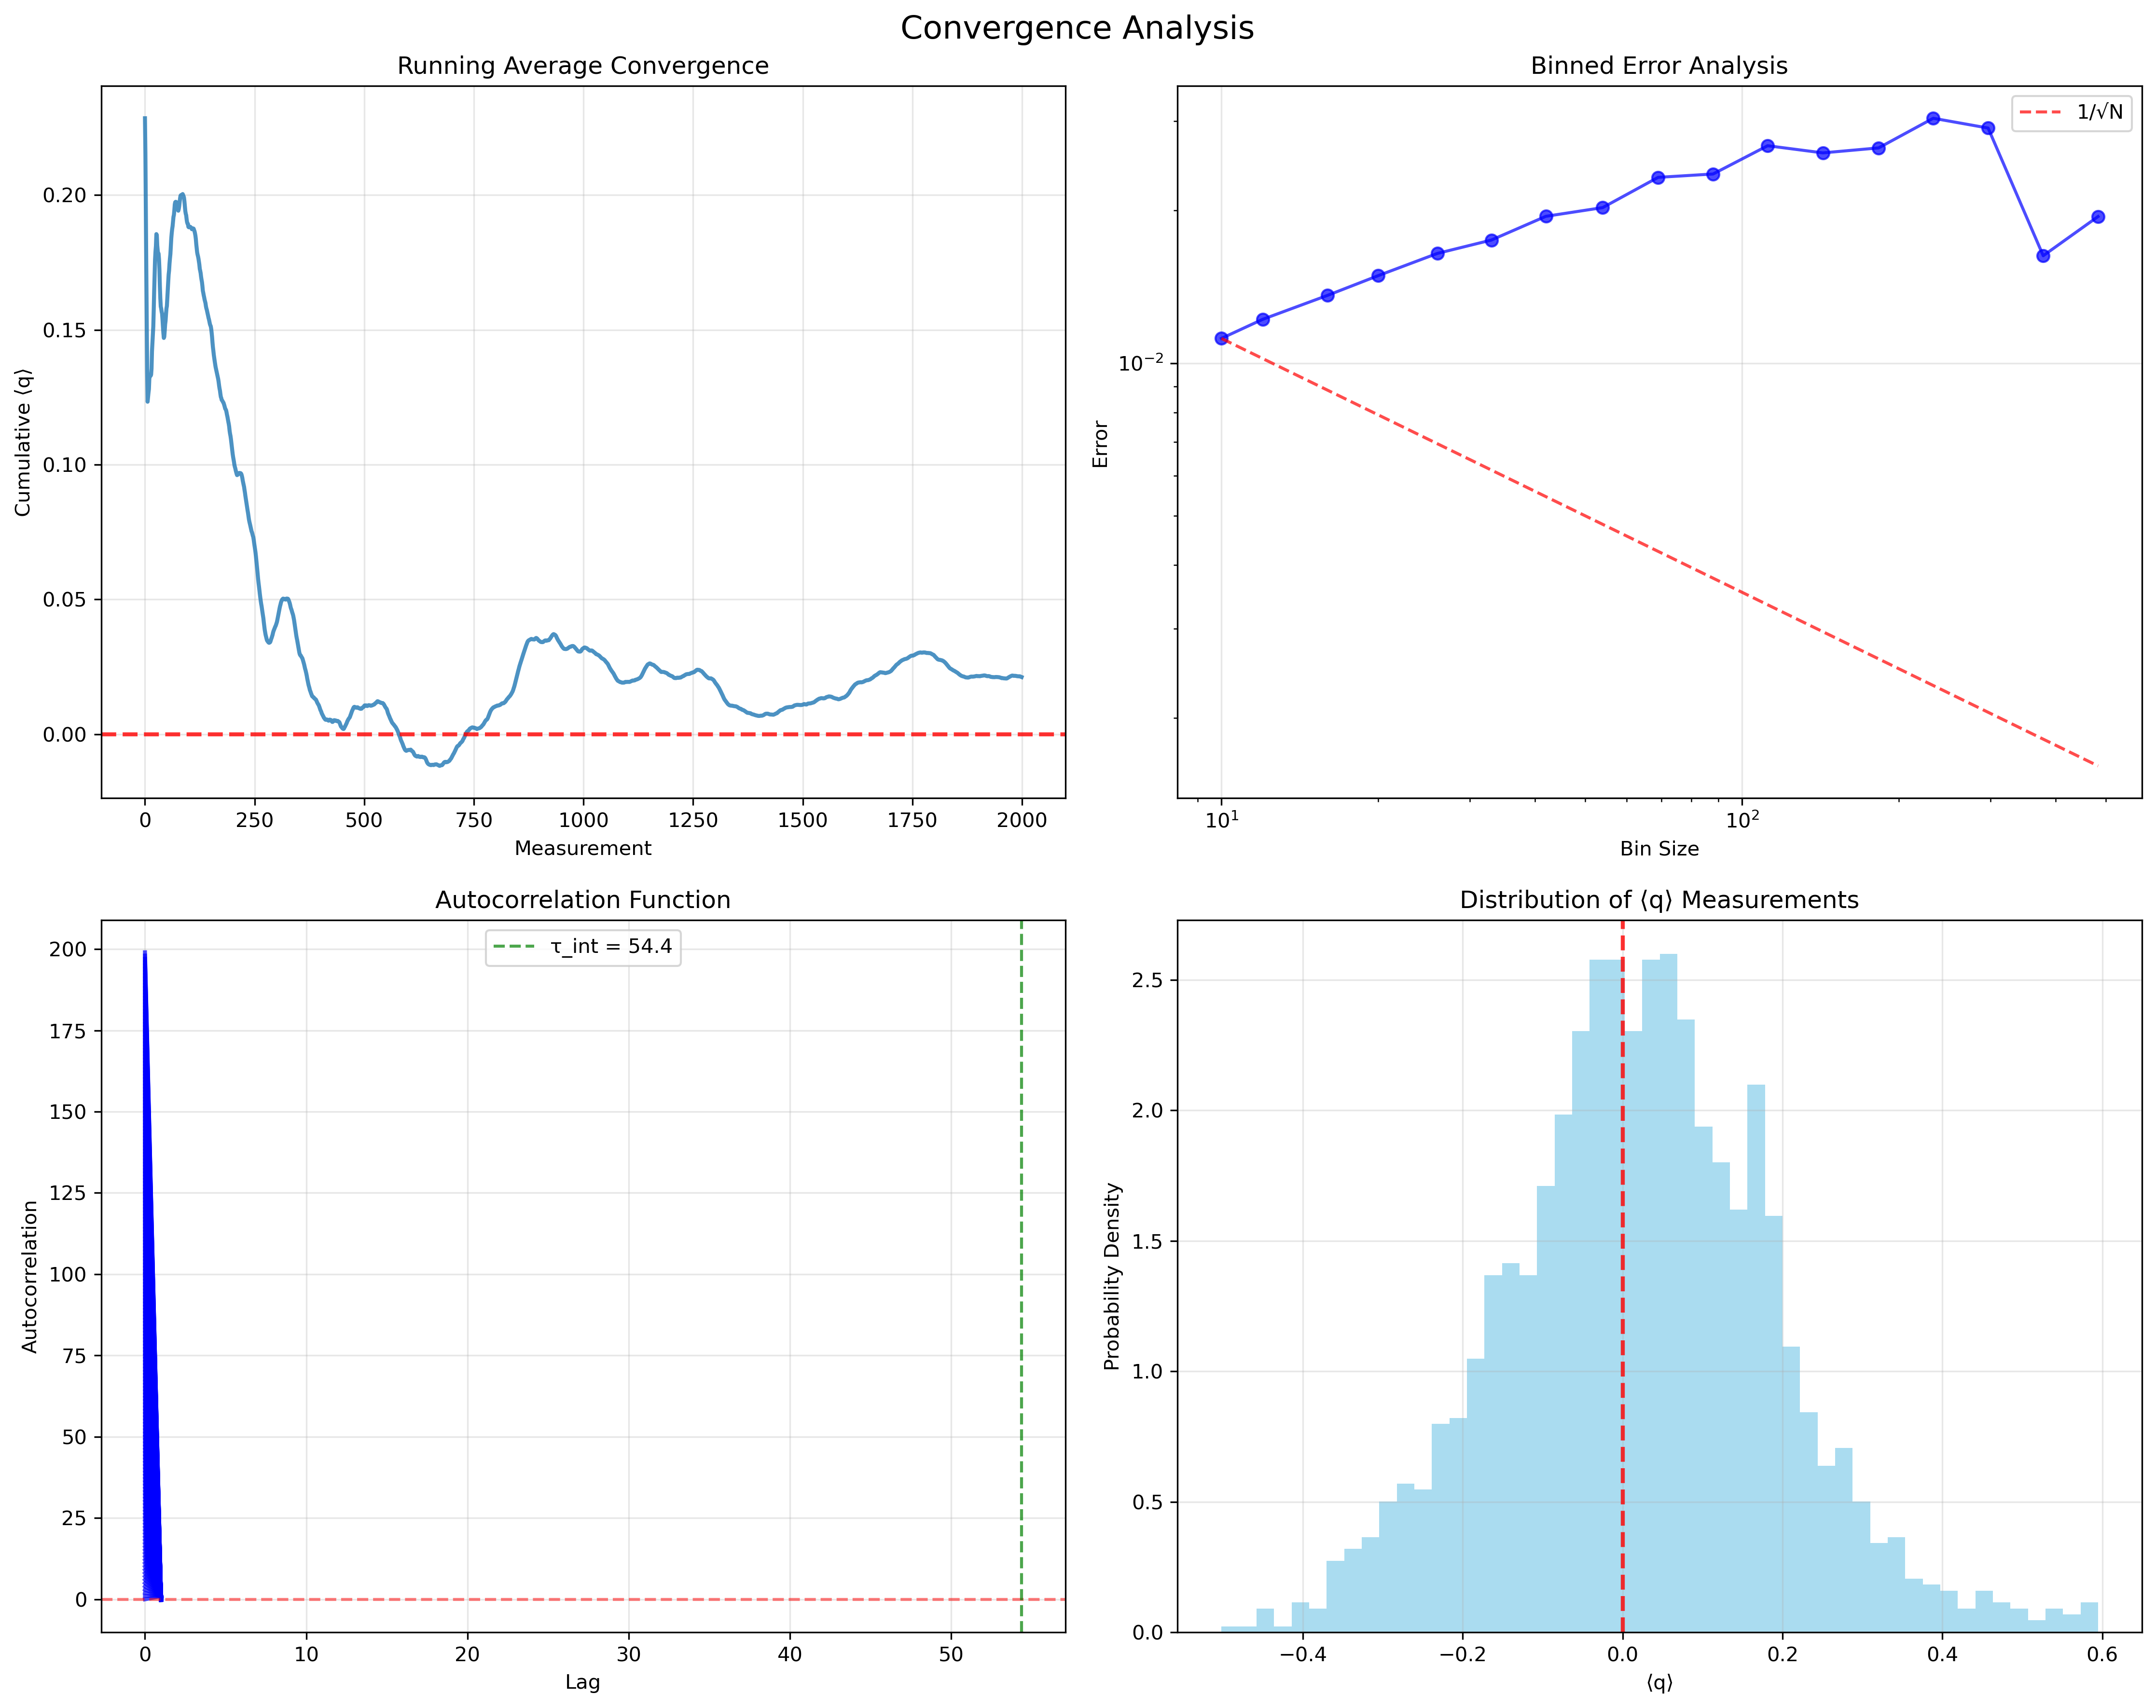 Convergence Analysis
Running Average Convergence
Cumulative ⟨q⟩
0.20
0.15
0.10
0.05
0.00
0 250 500 750 1000 1250 1500 1750 2000
Measurement
Binned Error Analysis
1/√N
Error
10⁻²
10¹ 10²
Bin Size
Autocorrelation Function
τ_int = 54.4
Autocorrelation
200
175
150
125
100
75
50
25
0
0 10 20 30 40 50
Lag
Distribution of ⟨q⟩ Measurements
Probability Density
2.5
2.0
1.5
1.0
0.5
0.0
−0.4 −0.2 0.0 0.2 0.4 0.6
⟨q⟩